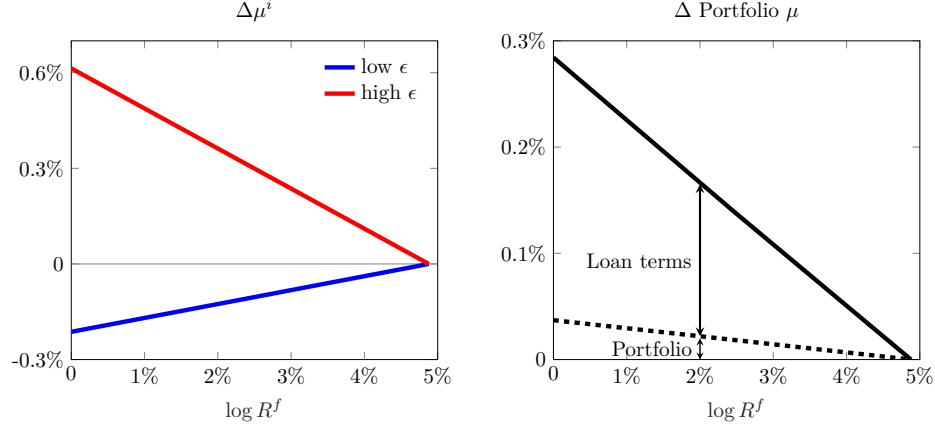 Δμ^i
0.6%
0.3%
0
-0.3%
0
1%
2%
3%
4%
5%
log R^f
low ϵ
high ϵ
Δ Portfolio μ
0.3%
0.2%
0.1%
0
0
1%
2%
3%
4%
5%
log R^f
Loan terms
Portfolio